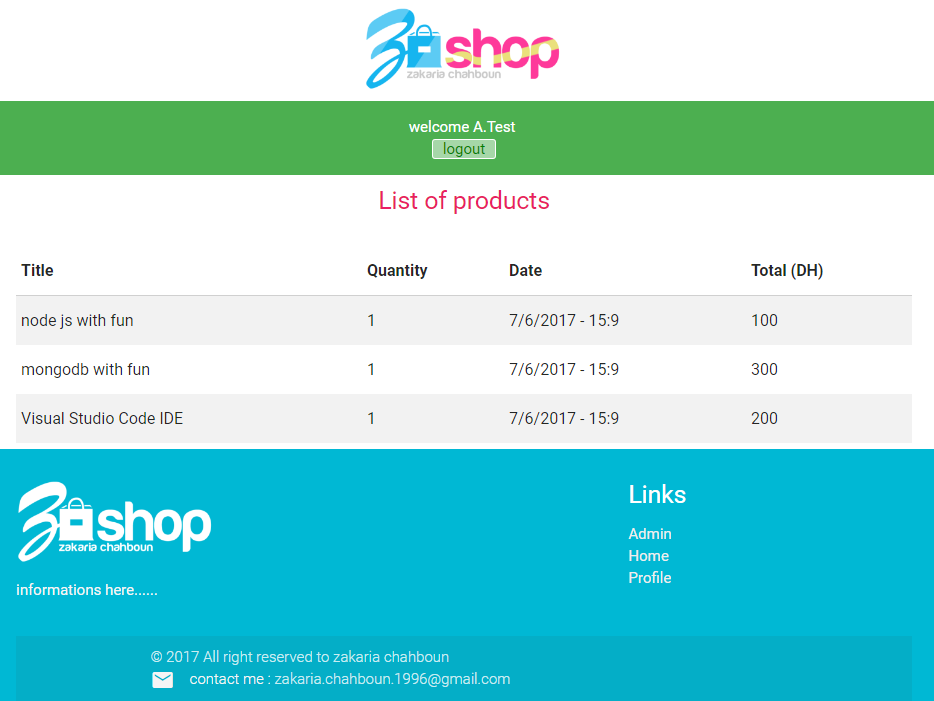 shop
zakaria chahboun
welcome A.Test
logout
List of products
Title Quantity Date Total (DH)
node js with fun 1 7/6/2017 - 15:9 100
mongodb with fun 1 7/6/2017 - 15:9 300
Visual Studio Code IDE 1 7/6/2017 - 15:9 200
shop
zakaria chahboun
informations here......
Links
Admin
Home
Profile
© 2017 All right reserved to zakaria chahboun
contact me : zakaria.chahboun.1996@gmail.com